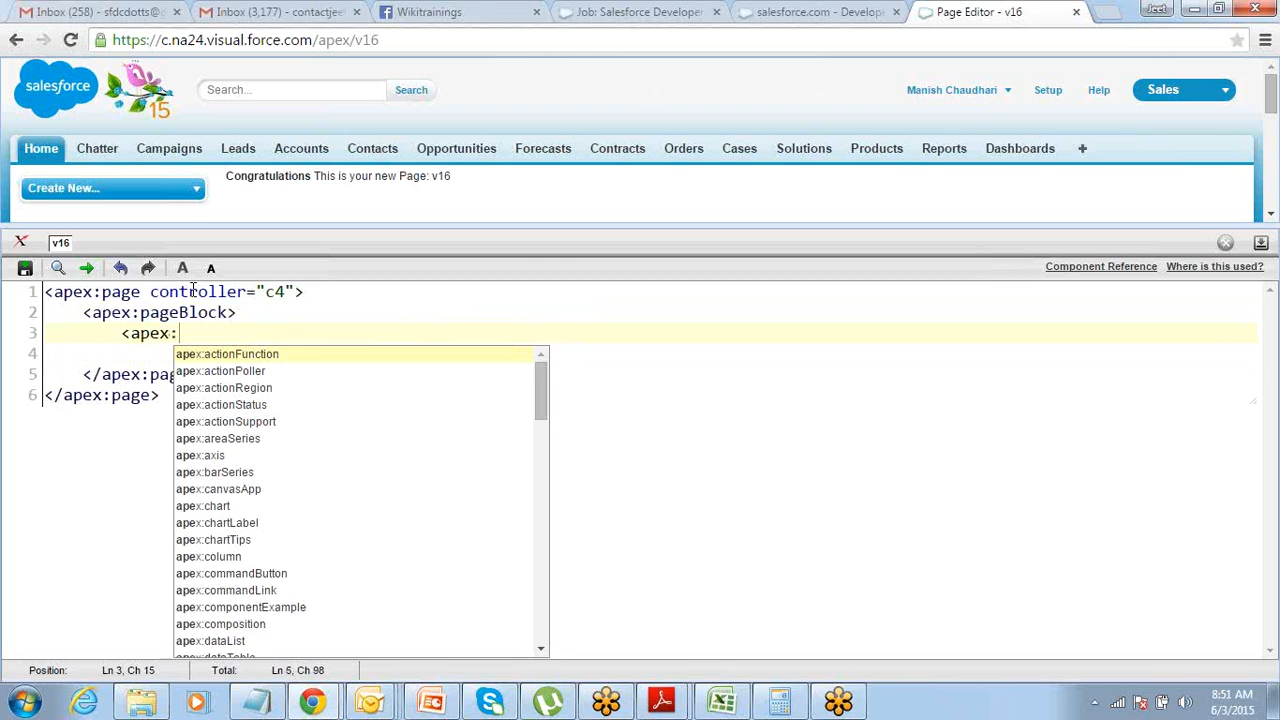 Inbox (258) - sfdcdotts@g
Inbox (3,177) - contactjee
Wikitrainings
Job: Salesforce Developer
salesforce.com - Develop
Page Editor - v16
Jeet
https://c.na24.visual.force.com/apex/v16
salesforce
15
Search...
Search
Manish Chaudhari
Setup
Help
Sales
Home Chatter Campaigns Leads Accounts Contacts Opportunities Forecasts Contracts Orders Cases Solutions Products Reports Dashboards +
Create New...
Congratulations This is your new Page: v16
v16
A A
Component Reference Where is this used?
1 <apex:page controller="c4">
2 <apex:pageBlock>
3 <apex:
4
5 </apex:pag
6 </apex:page>
apex:actionFunction
apex:actionPoller
apex:actionRegion
apex:actionStatus
apex:actionSupport
apex:areaSeries
apex:axis
apex:barSeries
apex:canvasApp
apex:chart
apex:chartLabel
apex:chartTips
apex:column
apex:commandButton
apex:commandLink
apex:componentExample
apex:composition
apex:dataList
apex:dataTable
Position: Ln 3, Ch 15 Total: Ln 5, Ch 98
8:51 AM
6/3/2015